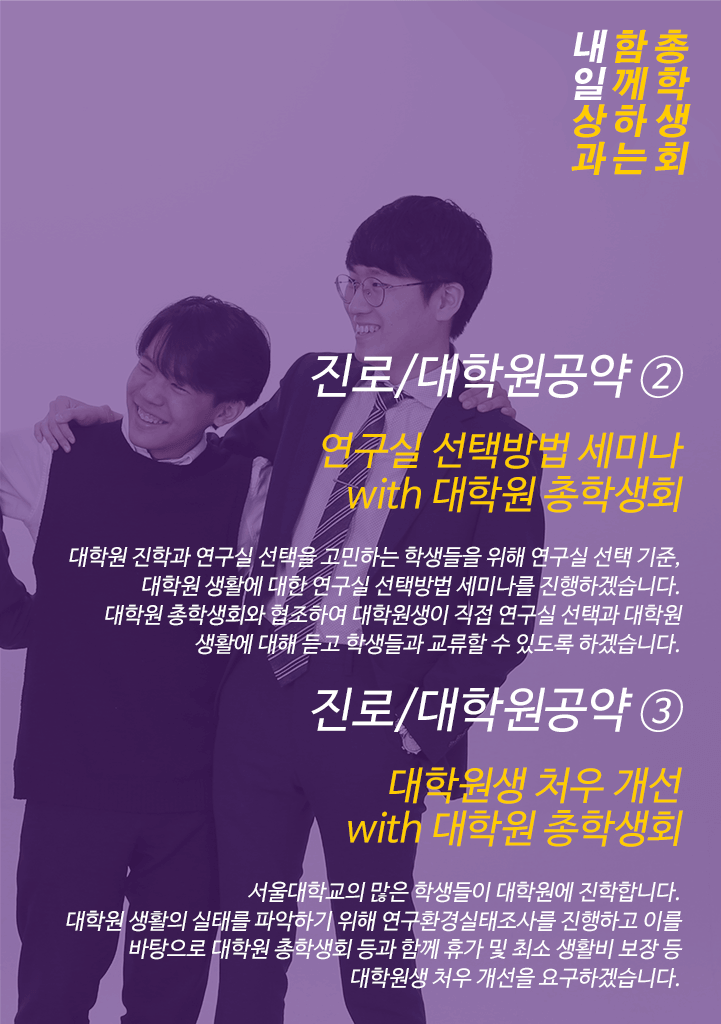 총학생회
함께하는
내일상과
진로/대학원공약 ②
연구실 선택방법 세미나
with 대학원 총학생회
대학원 진학과 연구실 선택을 고민하는 학생들을 위해 연구실 선택 기준,
대학원 생활에 대한 연구실 선택방법 세미나를 진행하겠습니다.
대학원 총학생회와 협조하여 대학원생이 직접 연구실 선택과 대학원
생활에 대해 듣고 학생들과 교류할 수 있도록 하겠습니다.
진로/대학원공약 ③
대학원생 처우 개선
with 대학원 총학생회
서울대학교의 많은 학생들이 대학원에 진학합니다.
대학원 생활의 실태를 파악하기 위해 연구환경실태조사를 진행하고 이를
바탕으로 대학원 총학생회 등과 함께 휴가 및 최소 생활비 보장 등
대학원생 처우 개선을 요구하겠습니다.